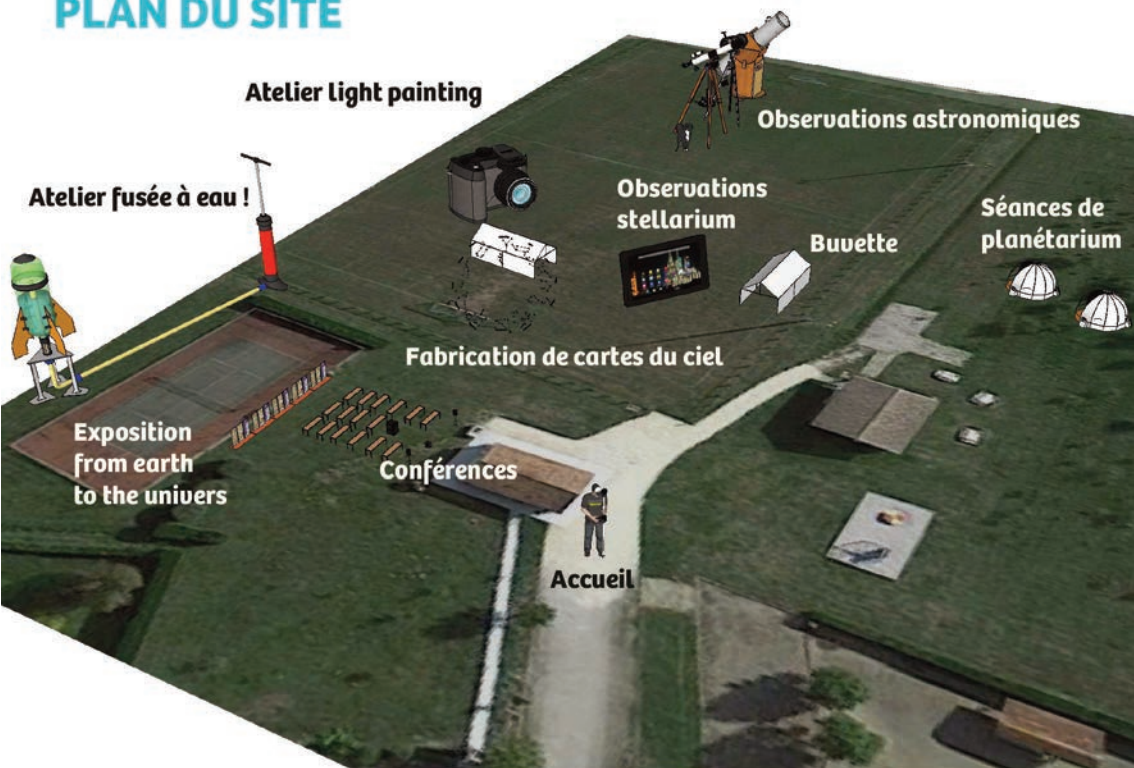 PLAN DU SITE
Atelier light painting
Observations astronomiques
Atelier fusée à eau !
Observations
stellarium
Séances de
planétarium
Buvette
Fabrication de cartes du ciel
Exposition
from earth
to the univers
Conférences
Accueil